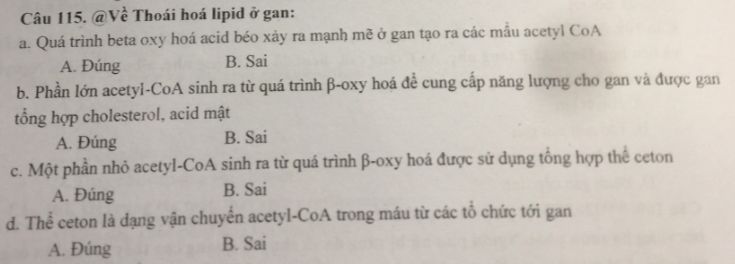 Câu 115. @Về Thoái hoá lipid ở gan:
a. Quá trình beta oxy hoá acid béo xảy ra mạnh mẽ ở gan tạo ra các mẩu acetyl CoA
A. Đúng B. Sai
b. Phần lớn acetyl-CoA sinh ra từ quá trình β-oxy hoá để cung cấp năng lượng cho gan và được gan
tổng hợp cholesterol, acid mật
A. Đúng B. Sai
c. Một phần nhỏ acetyl-CoA sinh ra từ quá trình β-oxy hoá được sử dụng tổng hợp thể ceton
A. Đúng B. Sai
d. Thể ceton là dạng vận chuyển acetyl-CoA trong máu từ các tổ chức tới gan
A. Đúng B. Sai